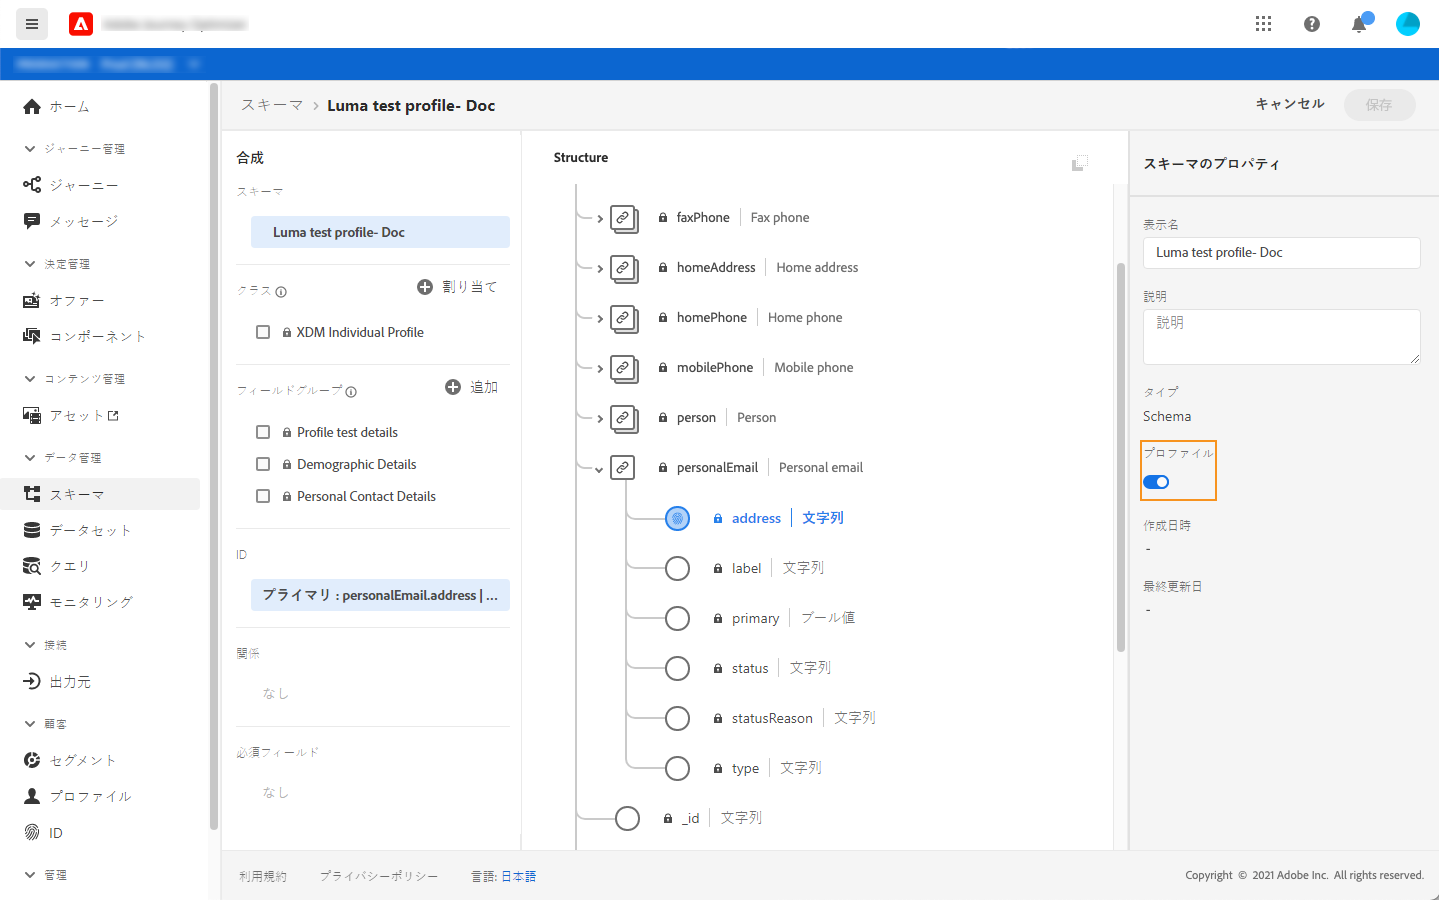 ホーム
ジャーニー管理
ジャーニー
メッセージ
決定管理
オファー
コンポーネント
コンテンツ管理
アセット
データ管理
スキーマ
データセット
クエリ
モニタリング
接続
出力元
顧客
セグメント
プロファイル
ID
管理
スキーマ > Luma test profile- Doc
キャンセル
保存
合成
スキーマ
Luma test profile- Doc
クラス
割り当て
XDM Individual Profile
フィールドグループ
追加
Profile test details
Demographic Details
Personal Contact Details
ID
プライマリ : personalEmail.address | ...
関係
なし
必須フィールド
なし
Structure
faxPhone | Fax phone
homeAddress | Home address
homePhone | Home phone
mobilePhone | Mobile phone
person | Person
personalEmail | Personal email
address | 文字列
label | 文字列
primary | ブール値
status | 文字列
statusReason | 文字列
type | 文字列
_id | 文字列
スキーマのプロパティ
表示名
Luma test profile- Doc
説明
説明
タイプ
Schema
プロファイル
作成日時
-
最終更新日
-
利用規約 プライバシーポリシー 言語: 日本語
Copyright © 2021 Adobe Inc. All rights reserved.